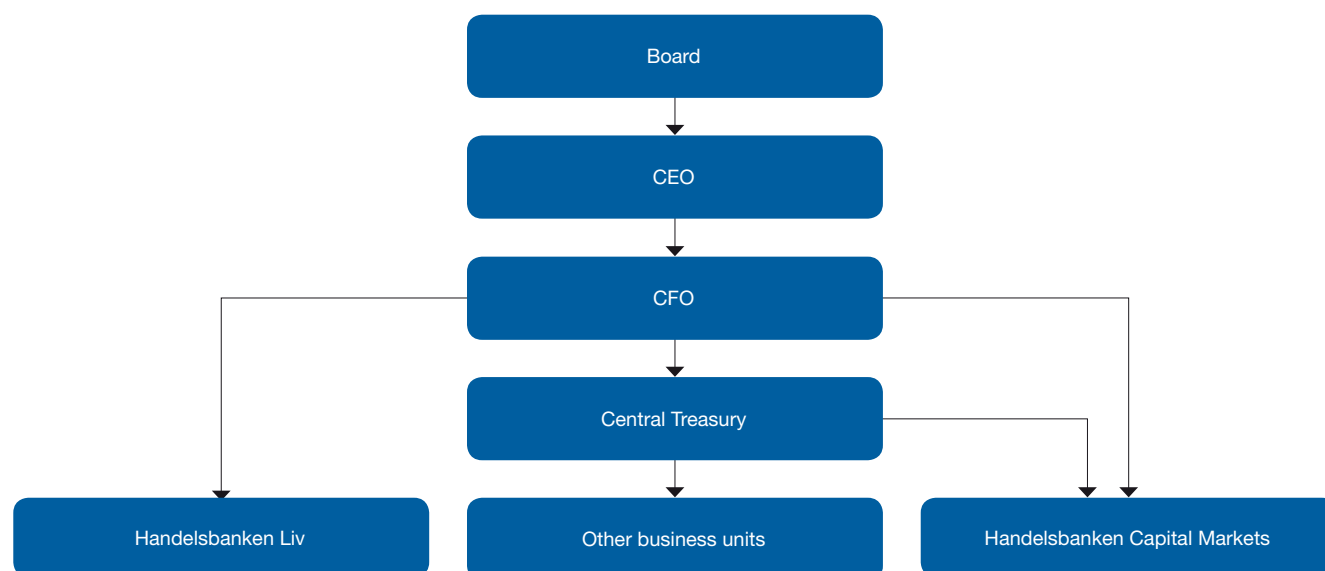 Board
CEO
CFO
Central Treasury
Handelsbanken Liv
Other business units
Handelsbanken Capital Markets